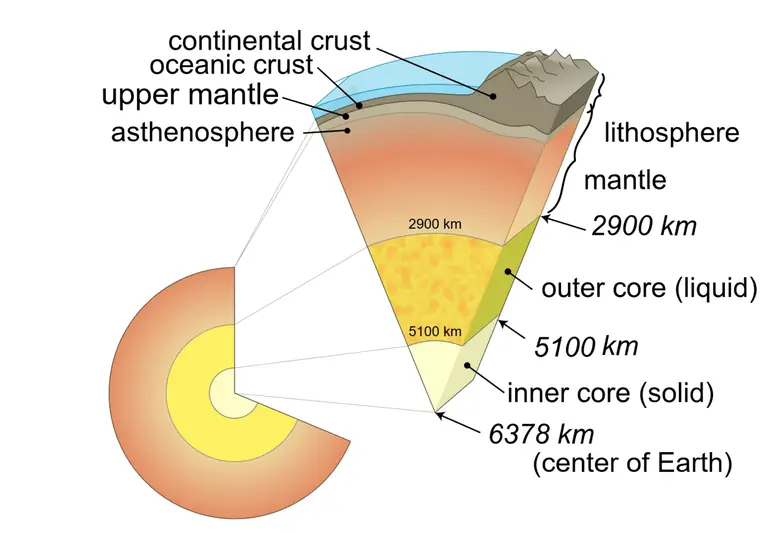 continental crust
oceanic crust
upper mantle
asthenosphere
lithosphere
mantle
2900 km
2900 km
outer core (liquid)
5100 km
5100 km
inner core (solid)
6378 km
(center of Earth)